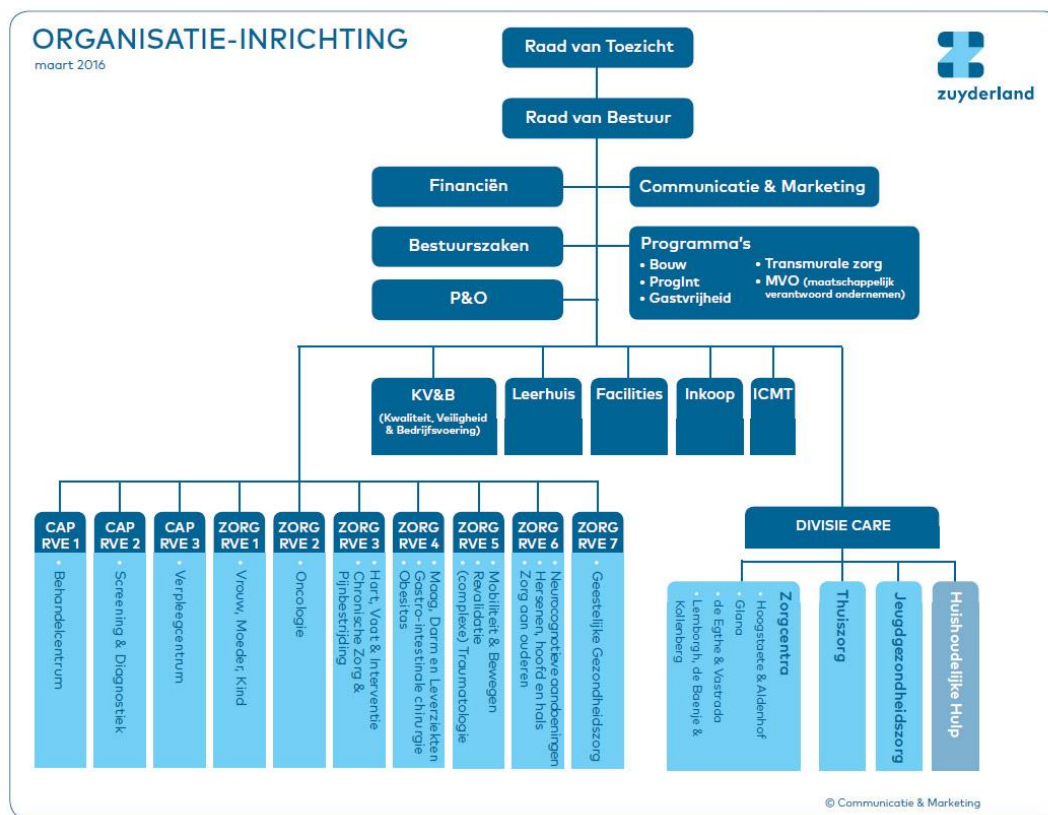 ORGANISATIE-INRICHTING
maart 2016
zuyderland
Raad van Toezicht
Raad van Bestuur
Financiën
Communicatie & Marketing
Bestuurszaken
Programma's
• Bouw
• ProgInt
• Gastvrijheid
• Transmurale zorg
• MVO (maatschappelijk
verantwoord ondernemen)
P&O
KV&B
(Kwaliteit, Veiligheid
& Bedrijfsvoering)
Leerhuis
Facilities
Inkoop
ICMT
CAP
RVE 1
• Behandelcentrum
CAP
RVE 2
• Screening & Diagnostiek
CAP
RVE 3
• Verpleegcentrum
ZORG
RVE 1
• Vrouw, Moeder, Kind
ZORG
RVE 2
• Oncologie
ZORG
RVE 3
• Hart, Vaat & Interventie
• Chronische Zorg &
Pijnbestrijding
ZORG
RVE 4
• Maag, Darm en Leverziekten
• Gastro-intestinale chirurgie
• Obesitas
ZORG
RVE 5
• Mobiliteit & Bewegen
• Revalidatie
• (complexe) Traumatologie
ZORG
RVE 6
• Neurocognotieve aandoeningen
• Hersenen, hoofd en hals
• Zorg aan ouderen
ZORG
RVE 7
• Geestelijke Gezondheidszorg
DIVISIE CARE
Zorgcentra
• Hoogstaete & Aldenhof
• Glana
• de Egthe & Vastrada
• Lemborgh, de Baenje &
Kollenberg
Thuiszorg
Jeugdgezondheidszorg
Huishoudelijke Hulp
© Communicatie & Marketing